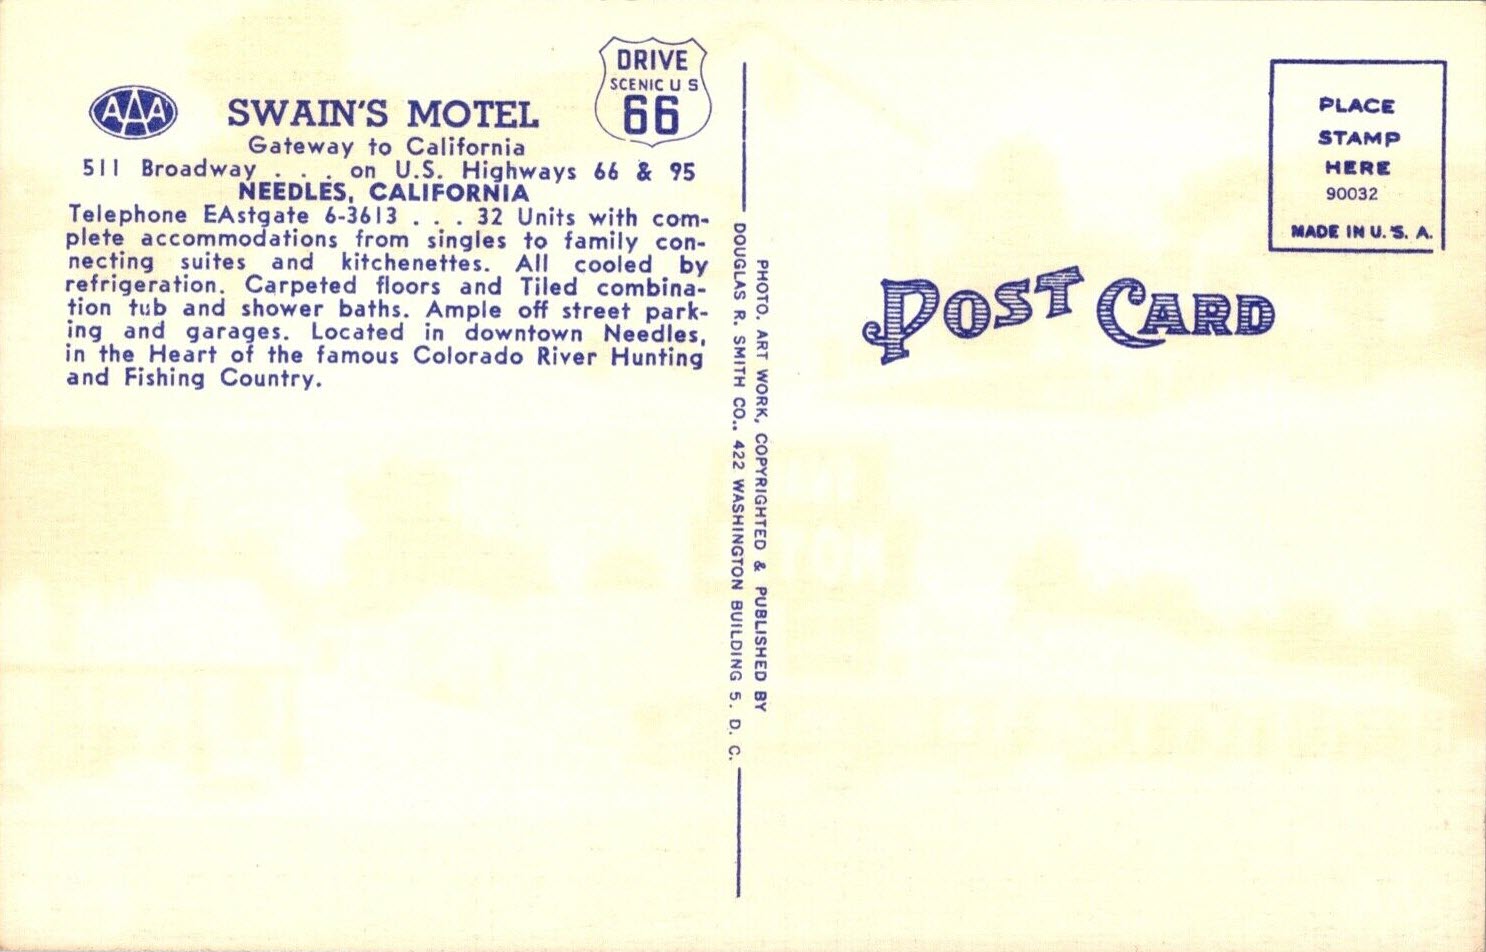 AAA
SWAIN'S MOTEL
DRIVE
SCENIC U S
66
Gateway to California
511 Broadway . . . on U.S. Highways 66 & 95
NEEDLES, CALIFORNIA
Telephone EAstgate 6-3613 . . . 32 Units with com-
plete accommodations from singles to family con-
necting suites and kitchenettes. All cooled by
refrigeration. Carpeted floors and Tiled combina-
tion tub and shower baths. Ample off street park-
ing and garages. Located in downtown Needles,
in the Heart of the famous Colorado River Hunting
and Fishing Country.
PHOTO. ART WORK, COPYRIGHTED & PUBLISHED BY
DOUGLAS R. SMITH CO., 422 WASHINGTON BUILDING 5. D. C.
POST CARD
PLACE
STAMP
HERE
90032
MADE IN U. S. A.